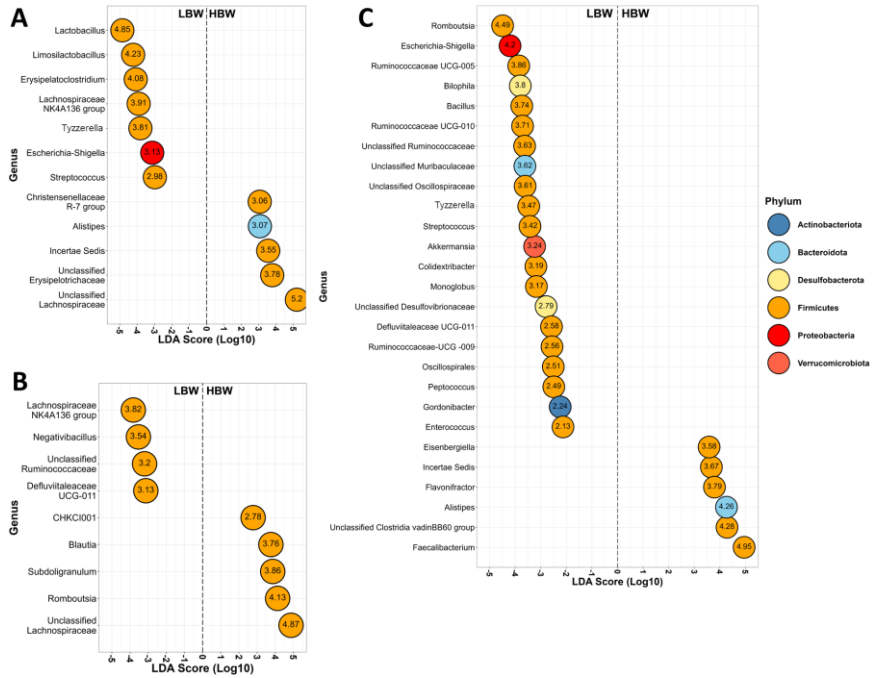 A
LBW
HBW
Lactobacillus
4.85
Limosilactobacillus
4.23
Erysipelatoclostridium
4.08
Lachnospiraceae
NK4A136 group
3.91
Tyzzerella
3.81
Escherichia-Shigella
3.13
Streptococcus
2.98
Christensenellaceae
R-7 group
3.06
Alistipes
3.07
Incertae Sedis
3.55
Unclassified
Erysipelotrichaceae
3.78
Unclassified
Lachnospiraceae
5.2
Genus
-5 -4 -3 -2 -1 0 1 2 3 4 5
LDA Score (Log10)
B
LBW
HBW
Lachnospiraceae
NK4A136 group
3.82
Negativibacillus
3.54
Unclassified
Ruminococcaceae
3.2
Defluviitaleaceae
UCG-011
3.13
CHKCI001
2.78
Blautia
3.76
Subdoligranulum
3.86
Romboutsia
4.13
Unclassified
Lachnospiraceae
4.87
Genus
-5 -4 -3 -2 -1 0 1 2 3 4 5
LDA Score (Log10)
C
LBW
HBW
Romboutsia
4.49
Escherichia-Shigella
4.2
Ruminococcaceae UCG-005
3.86
Bilophila
3.8
Bacillus
3.74
Ruminococcaceae UCG-010
3.71
Unclassified Ruminococcaceae
3.63
Unclassified Muribaculaceae
3.62
Unclassified Oscillospiraceae
3.61
Tyzzerella
3.47
Streptococcus
3.42
Akkermansia
3.24
Colidextribacter
3.19
Monoglobus
3.17
Unclassified Desulfovibrionaceae
2.79
Defluviitaleaceae UCG-011
2.58
Ruminococcaceae-UCG -009
2.56
Oscillospirales
2.51
Peptococcus
2.49
Gordonibacter
2.24
Enterococcus
2.13
Eisenbergiella
3.58
Incertae Sedis
3.67
Flavonifractor
3.79
Alistipes
4.26
Unclassified Clostridia vadinBB60 group
4.28
Faecalibacterium
4.95
Genus
-5 -4 -3 -2 -1 0 1 2 3 4 5
LDA Score (Log10)
Phylum
Actinobacteriota
Bacteroidota
Desulfobacterota
Firmicutes
Proteobacteria
Verrucomicrobiota